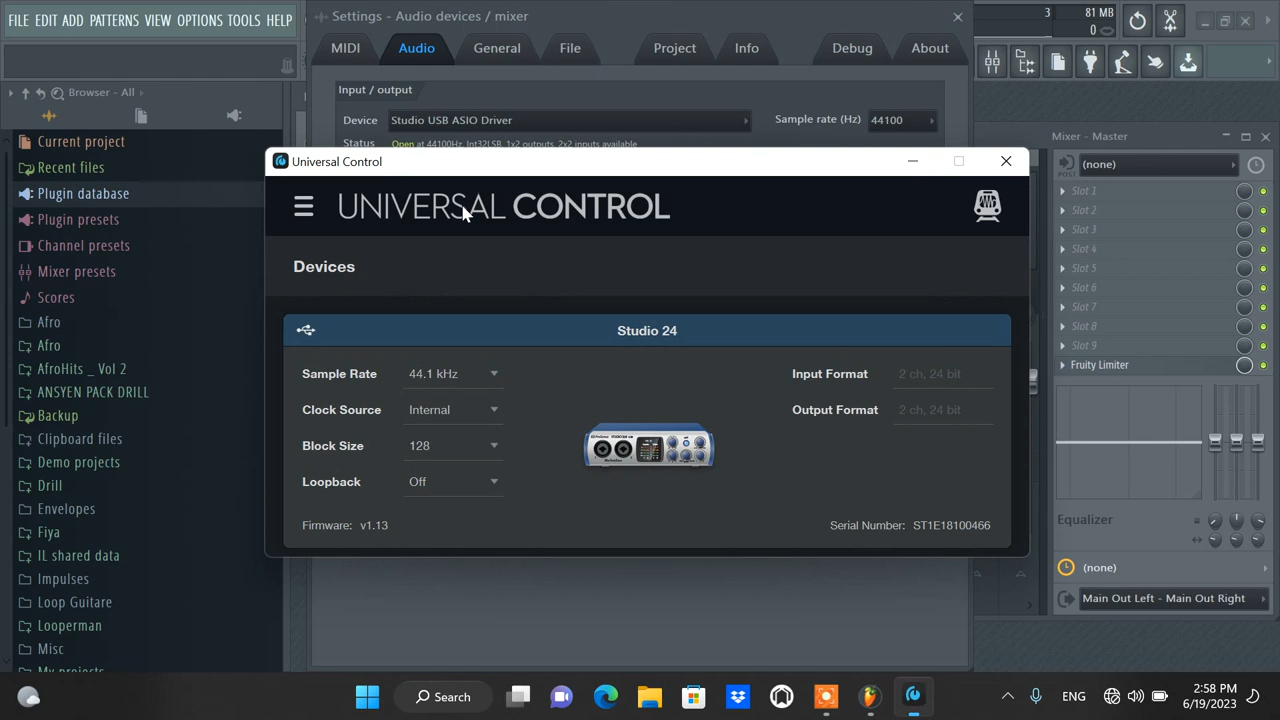 FILE EDIT ADD PATTERNS VIEW OPTIONS TOOLS HELP
Settings - Audio devices / mixer
3
81 MB
0
MIDI Audio General File Project Info Debug About
Browser - All
Input / output
Device Studio USB ASIO Driver Sample rate (Hz) 44100
Status Open at 44100Hz, Int32LSB, 1x2 outputs, 2x2 inputs available
Current project
Recent files
Plugin database
Plugin presets
Channel presets
Mixer presets
Scores
Afro
Afro
AfroHits _ Vol 2
ANSYEN PACK DRILL
Backup
Clipboard files
Demo projects
Drill
Envelopes
Fiya
IL shared data
Impulses
Loop Guitare
Looperman
Misc
My projects
Universal Control
UNIVERSAL CONTROL
Devices
Studio 24
Sample Rate 44.1 kHz
Clock Source Internal
Block Size 128
Loopback Off
Input Format 2 ch, 24 bit
Output Format 2 ch, 24 bit
Firmware: v1.13
Serial Number: ST1E18100466
Mixer - Master
POST
(none)
Slot 1
Slot 2
Slot 3
Slot 4
Slot 5
Slot 6
Slot 7
Slot 8
Slot 9
Fruity Limiter
Equalizer
(none)
Main Out Left - Main Out Right
Search
ENG
2:58 PM
6/19/2023